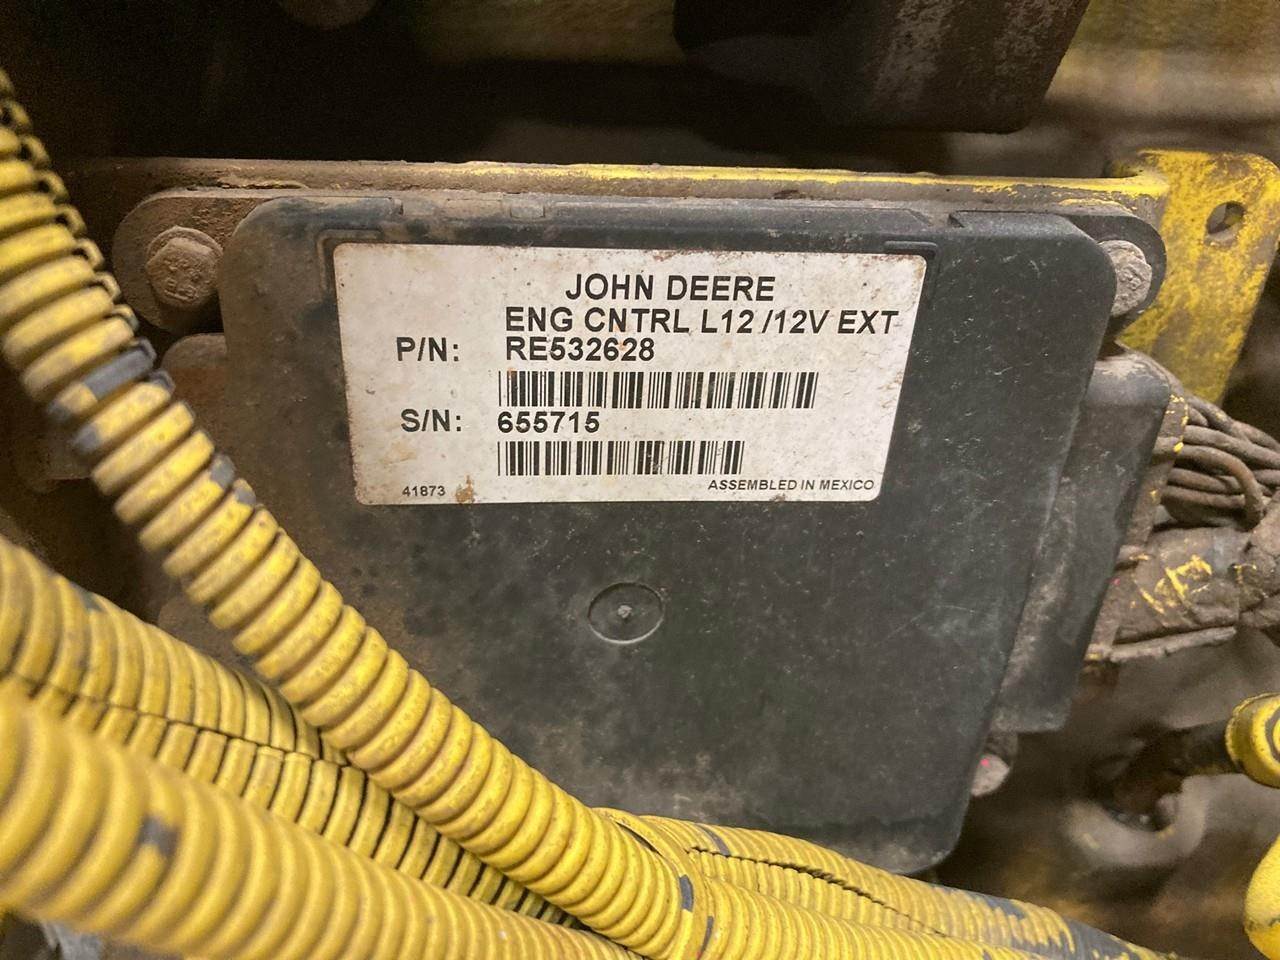 JOHN DEERE
ENG CNTRL L12 /12V EXT
P/N: RE532628
S/N: 655715
41873 ASSEMBLED IN MEXICO